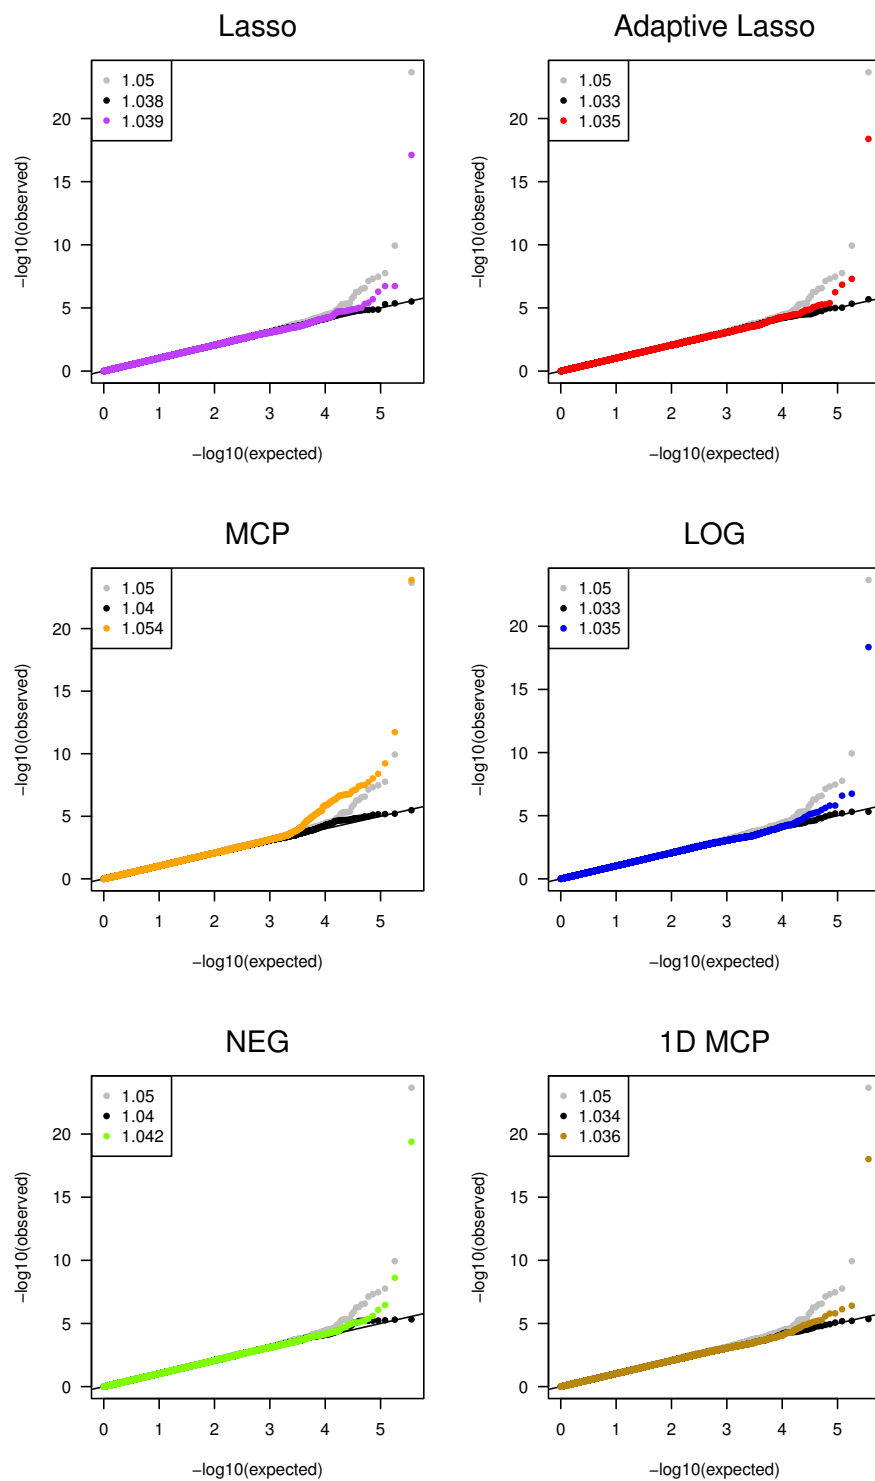 Lasso
1.05
1.038
1.039
20
15
10
5
0
−log10(observed)
0 1 2 3 4 5
−log10(expected)
Adaptive Lasso
1.05
1.033
1.035
20
15
10
5
0
−log10(observed)
0 1 2 3 4 5
−log10(expected)
MCP
1.05
1.04
1.054
20
15
10
5
0
−log10(observed)
0 1 2 3 4 5
−log10(expected)
LOG
1.05
1.033
1.035
20
15
10
5
0
−log10(observed)
0 1 2 3 4 5
−log10(expected)
NEG
1.05
1.04
1.042
20
15
10
5
0
−log10(observed)
0 1 2 3 4 5
−log10(expected)
1D MCP
1.05
1.034
1.036
20
15
10
5
0
−log10(observed)
0 1 2 3 4 5
−log10(expected)